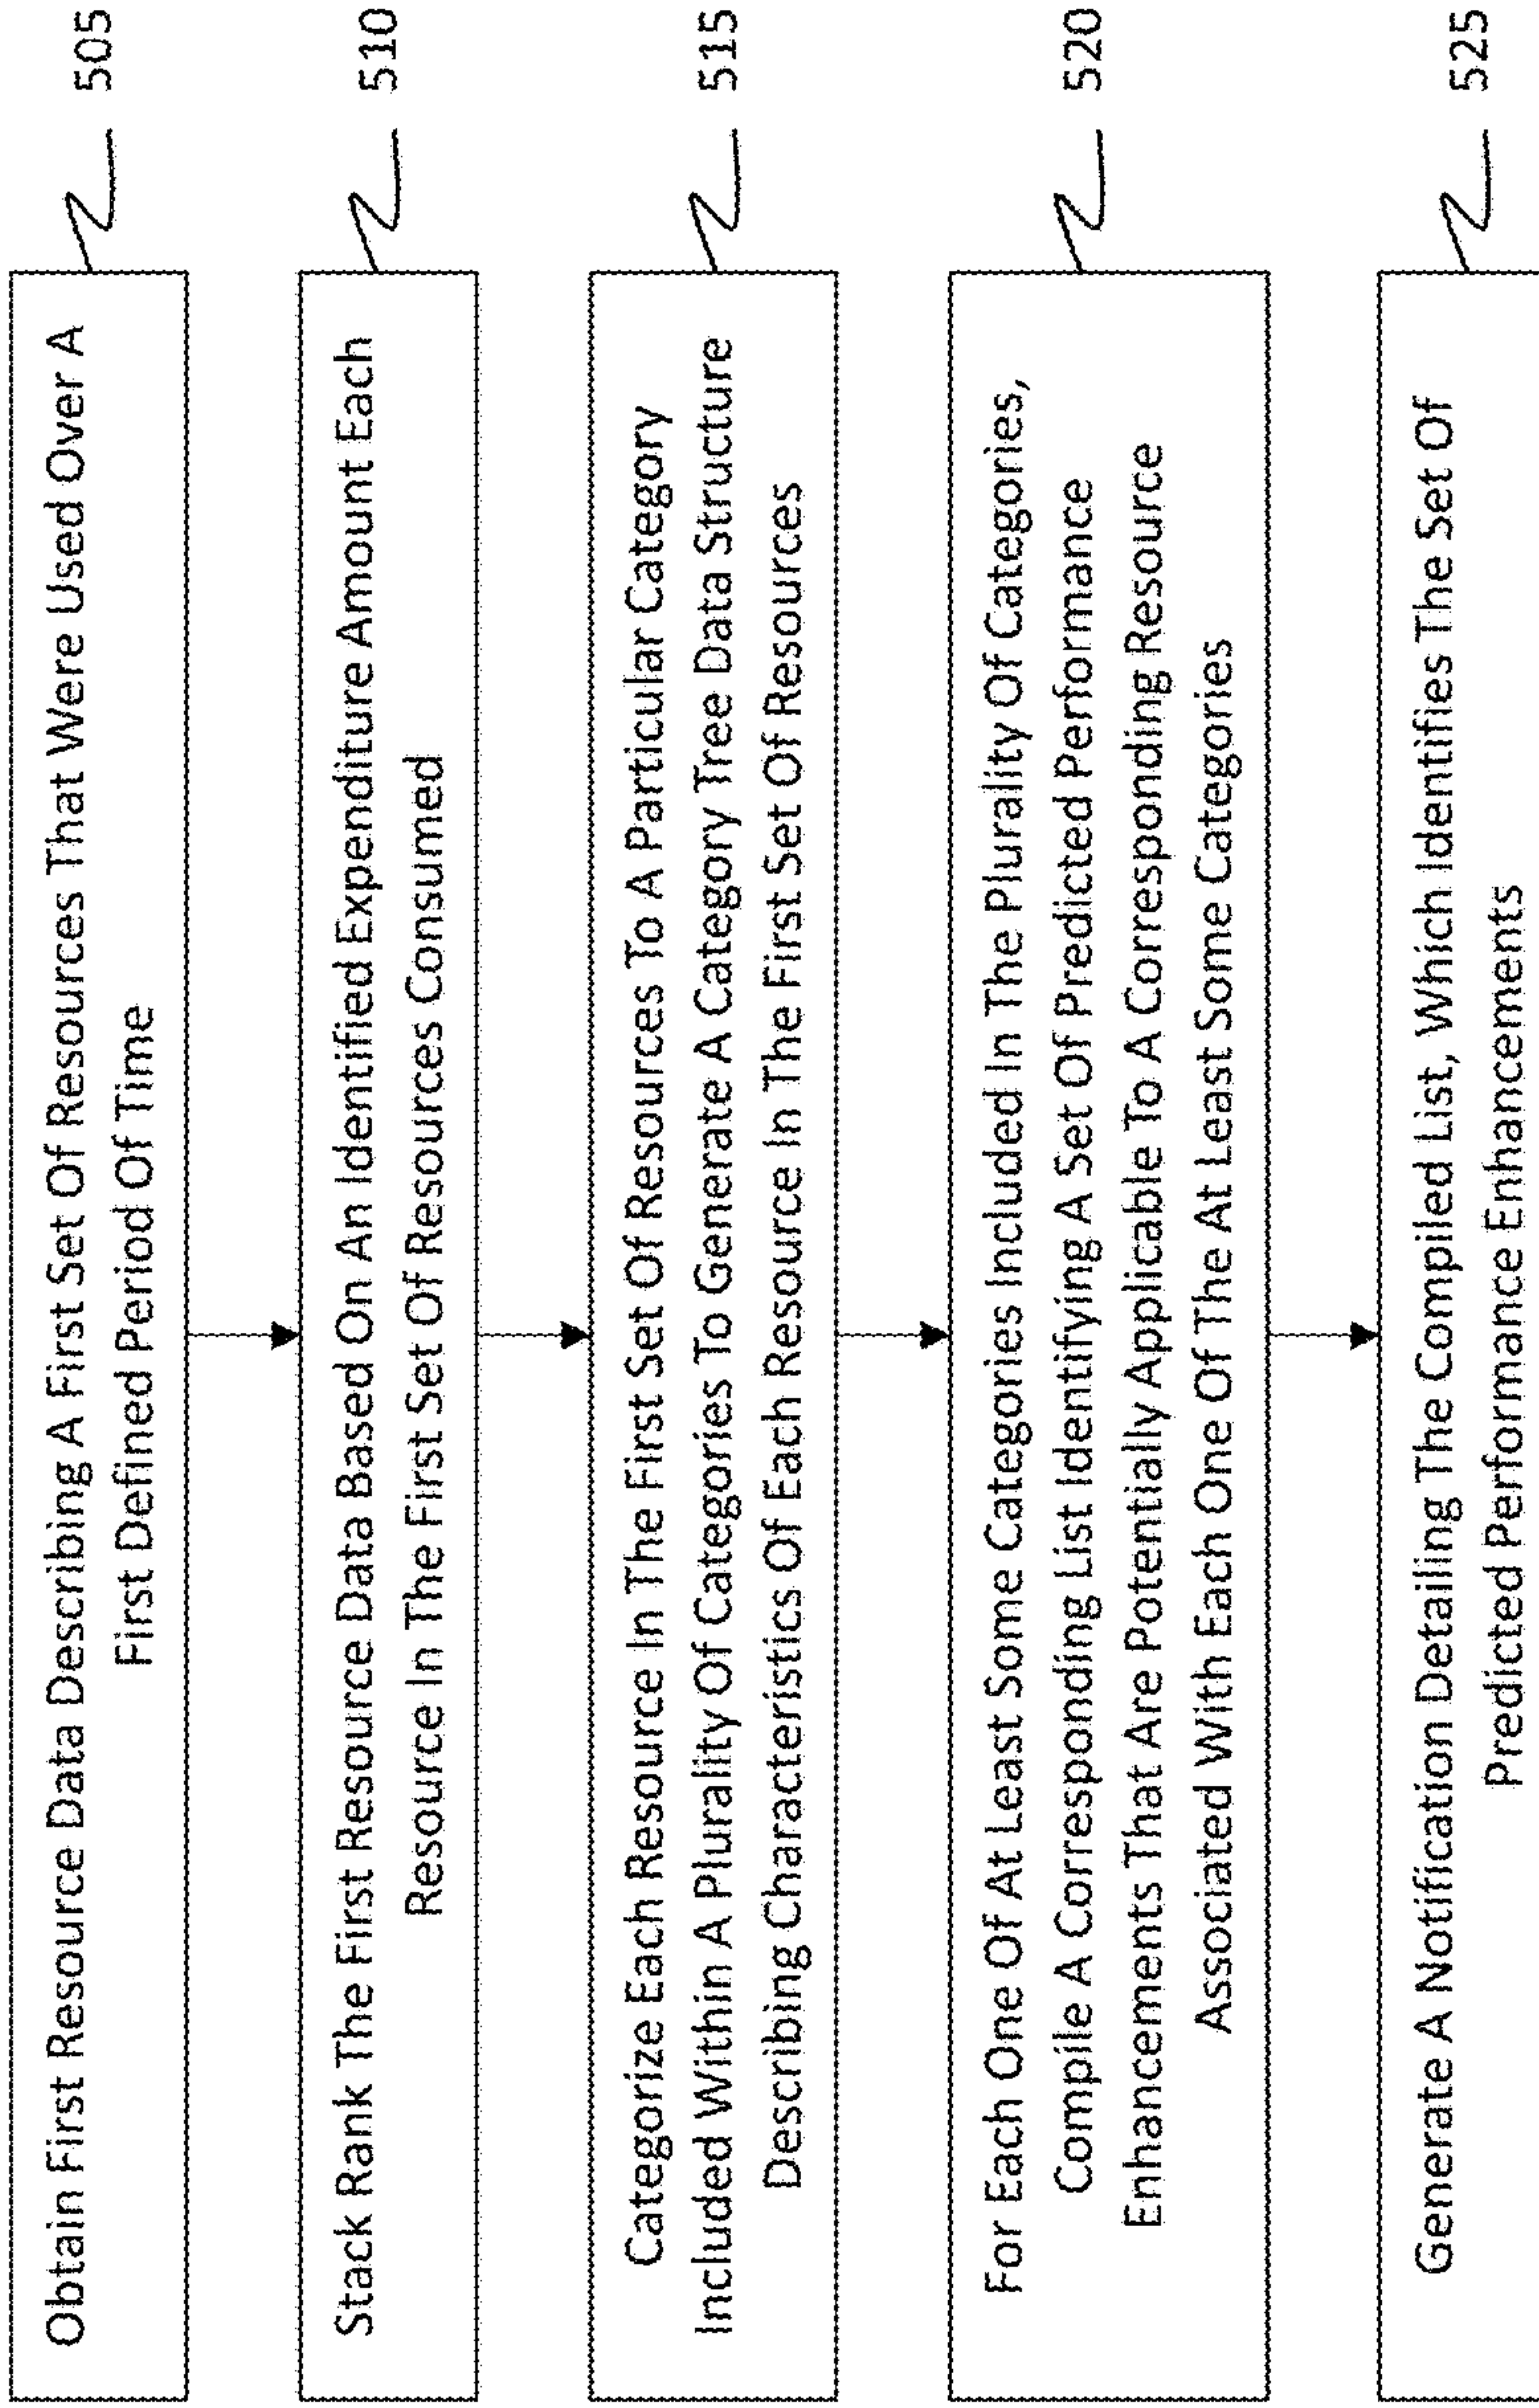 Obtain First Resource Data Describing A First Set Of Resources That Were Used Over A
First Defined Period Of Time
505
Stack Rank The First Resource Data Based On An Identified Expenditure Amount Each
Resource In The First Set Of Resources Consumed
510
Categorize Each Resource In The First Set Of Resources To A Particular Category
Included Within A Plurality Of Categories To Generate A Category Tree Data Structure
Describing Characteristics Of Each Resource In The First Set Of Resources
515
For Each One Of At Least Some Categories Included In The Plurality Of Categories,
Compile A Corresponding List Identifying A Set Of Predicted Performance
Enhancements That Are Potentially Applicable To A Corresponding Resource
Associated With Each One Of The At Least Some Categories
520
Generate A Notification Detailing The Compiled List, Which Identifies The Set Of
Predicted Performance Enhancements
525